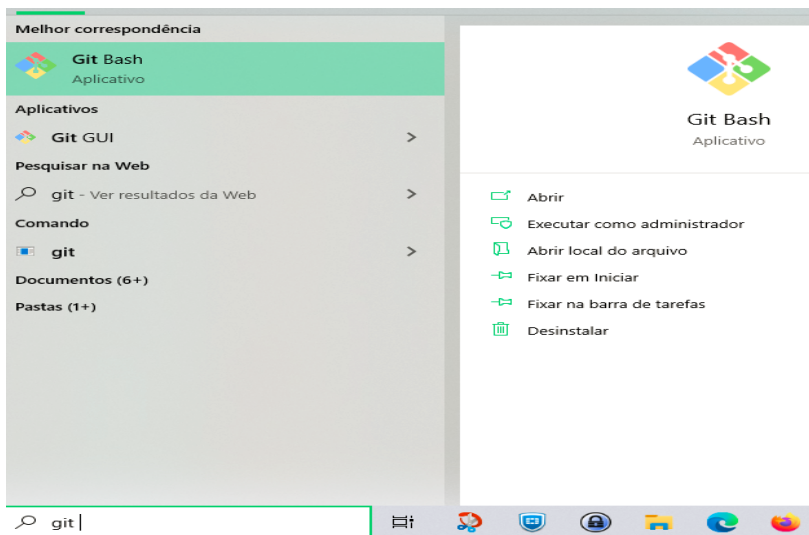 Melhor correspondência
Git Bash
Aplicativo
Aplicativos
Git GUI
Pesquisar na Web
git - Ver resultados da Web
Comando
git
Documentos (6+)
Pastas (1+)
git
Git Bash
Aplicativo
Abrir
Executar como administrador
Abrir local do arquivo
Fixar em Iniciar
Fixar na barra de tarefas
Desinstalar